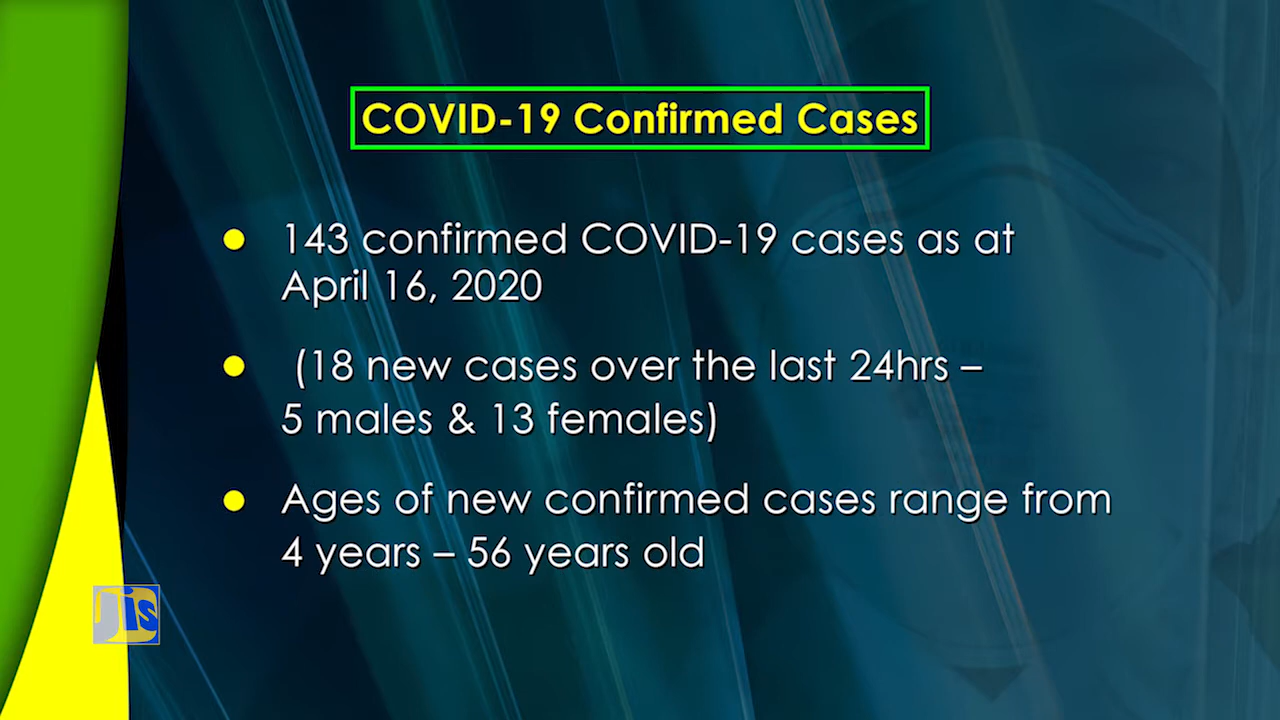 COVID-19 Confirmed Cases
143 confirmed COVID-19 cases as at
April 16, 2020
(18 new cases over the last 24hrs –
5 males & 13 females)
Ages of new confirmed cases range from
4 years – 56 years old
Jis